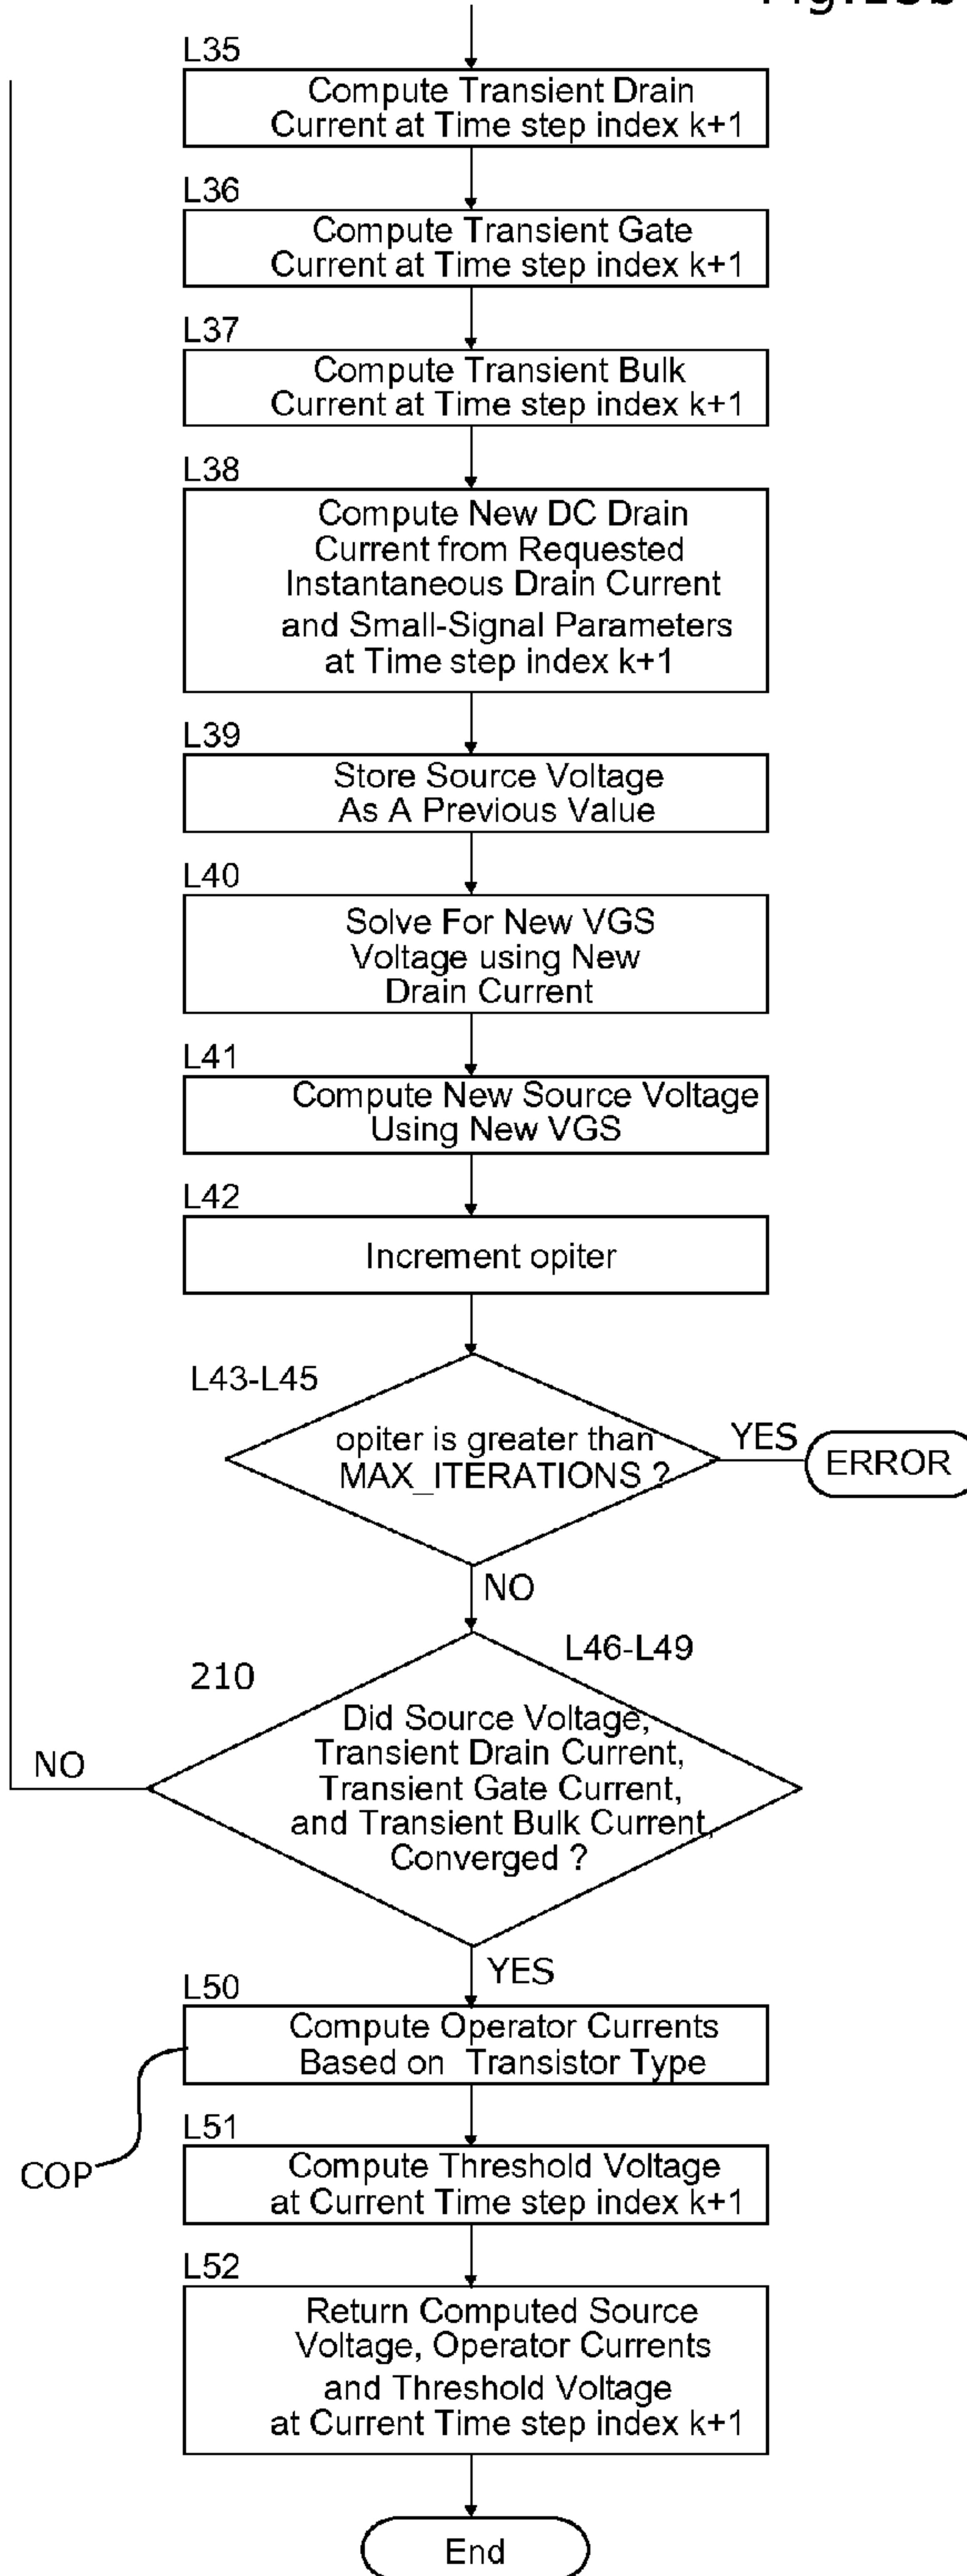 L35
Compute Transient Drain
Current at Time step index k+1
L36
Compute Transient Gate
Current at Time step index k+1
L37
Compute Transient Bulk
Current at Time step index k+1
L38
Compute New DC Drain
Current from Requested
Instantaneous Drain Current
and Small-Signal Parameters
at Time step index k+1
L39
Store Source Voltage
As A Previous Value
L40
Solve For New VGS
Voltage using New
Drain Current
L41
Compute New Source Voltage
Using New VGS
L42
Increment opiter
L43-L45
opiter is greater than
MAX_ITERATIONS ?
YES
ERROR
NO
L46-L49
210
Did Source Voltage,
Transient Drain Current,
Transient Gate Current,
and Transient Bulk Current,
Converged ?
NO
YES
L50
Compute Operator Currents
Based on Transistor Type
COP
L51
Compute Threshold Voltage
at Current Time step index k+1
L52
Return Computed Source
Voltage, Operator Currents
and Threshold Voltage
at Current Time step index k+1
End